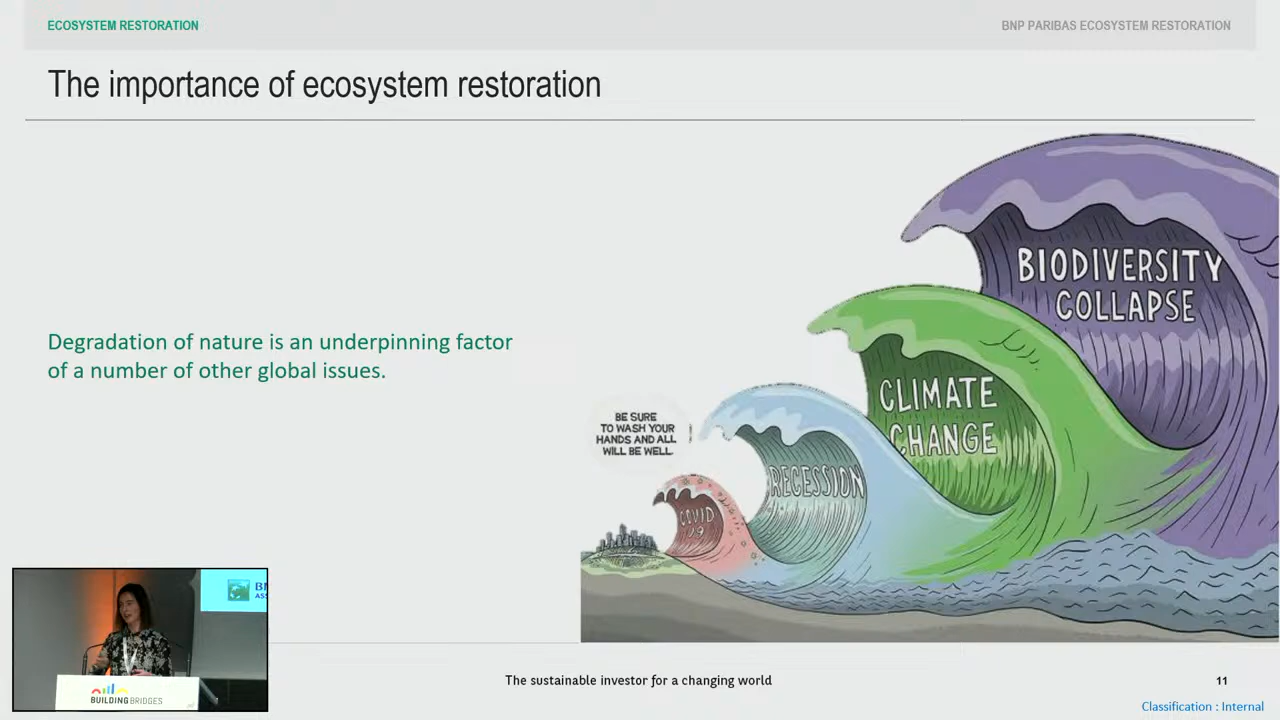 ECOSYSTEM RESTORATION
BNP PARIBAS ECOSYSTEM RESTORATION
The importance of ecosystem restoration
Degradation of nature is an underpinning factor
of a number of other global issues.
BIODIVERSITY
COLLAPSE
CLIMATE
CHANGE
BE SURE
TO WASH YOUR
HANDS AND ALL
WILL BE WELL.
RECESSION
COVID
19
BUILDINGBRIDGES
The sustainable investor for a changing world
11
Classification : Internal